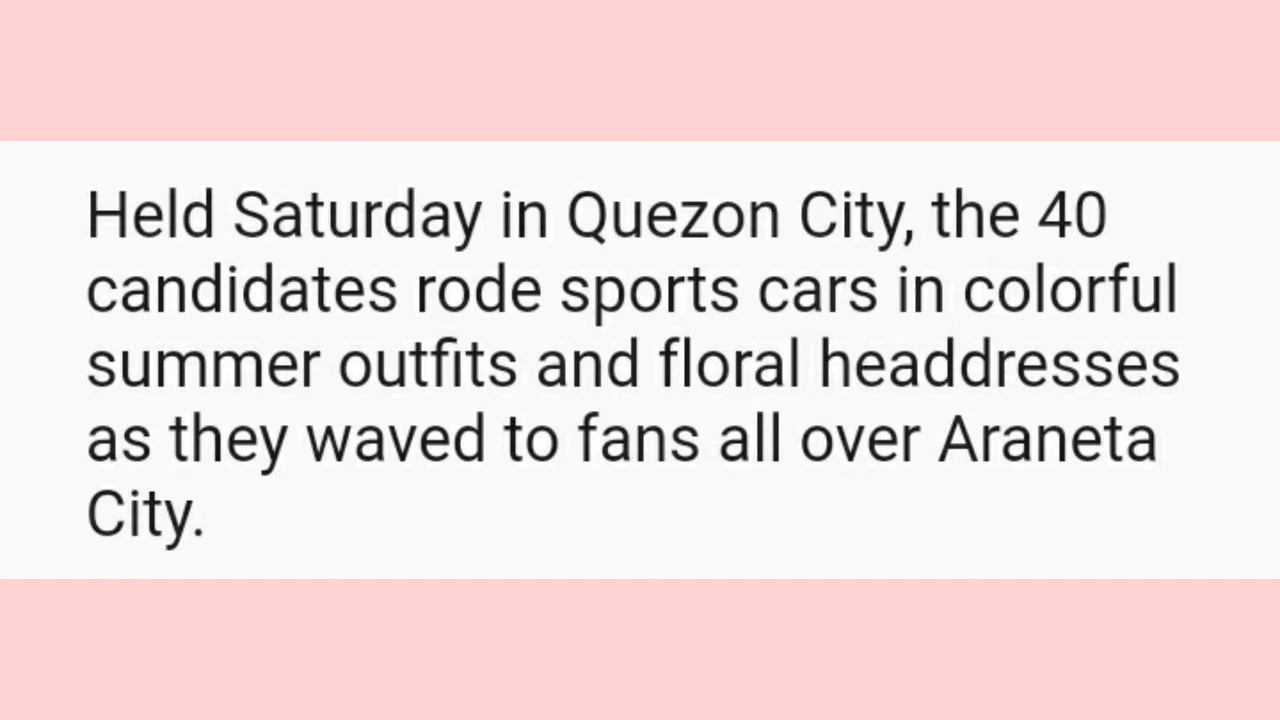 Held Saturday in Quezon City, the 40
candidates rode sports cars in colorful
summer outfits and floral headdresses
as they waved to fans all over Araneta
City.